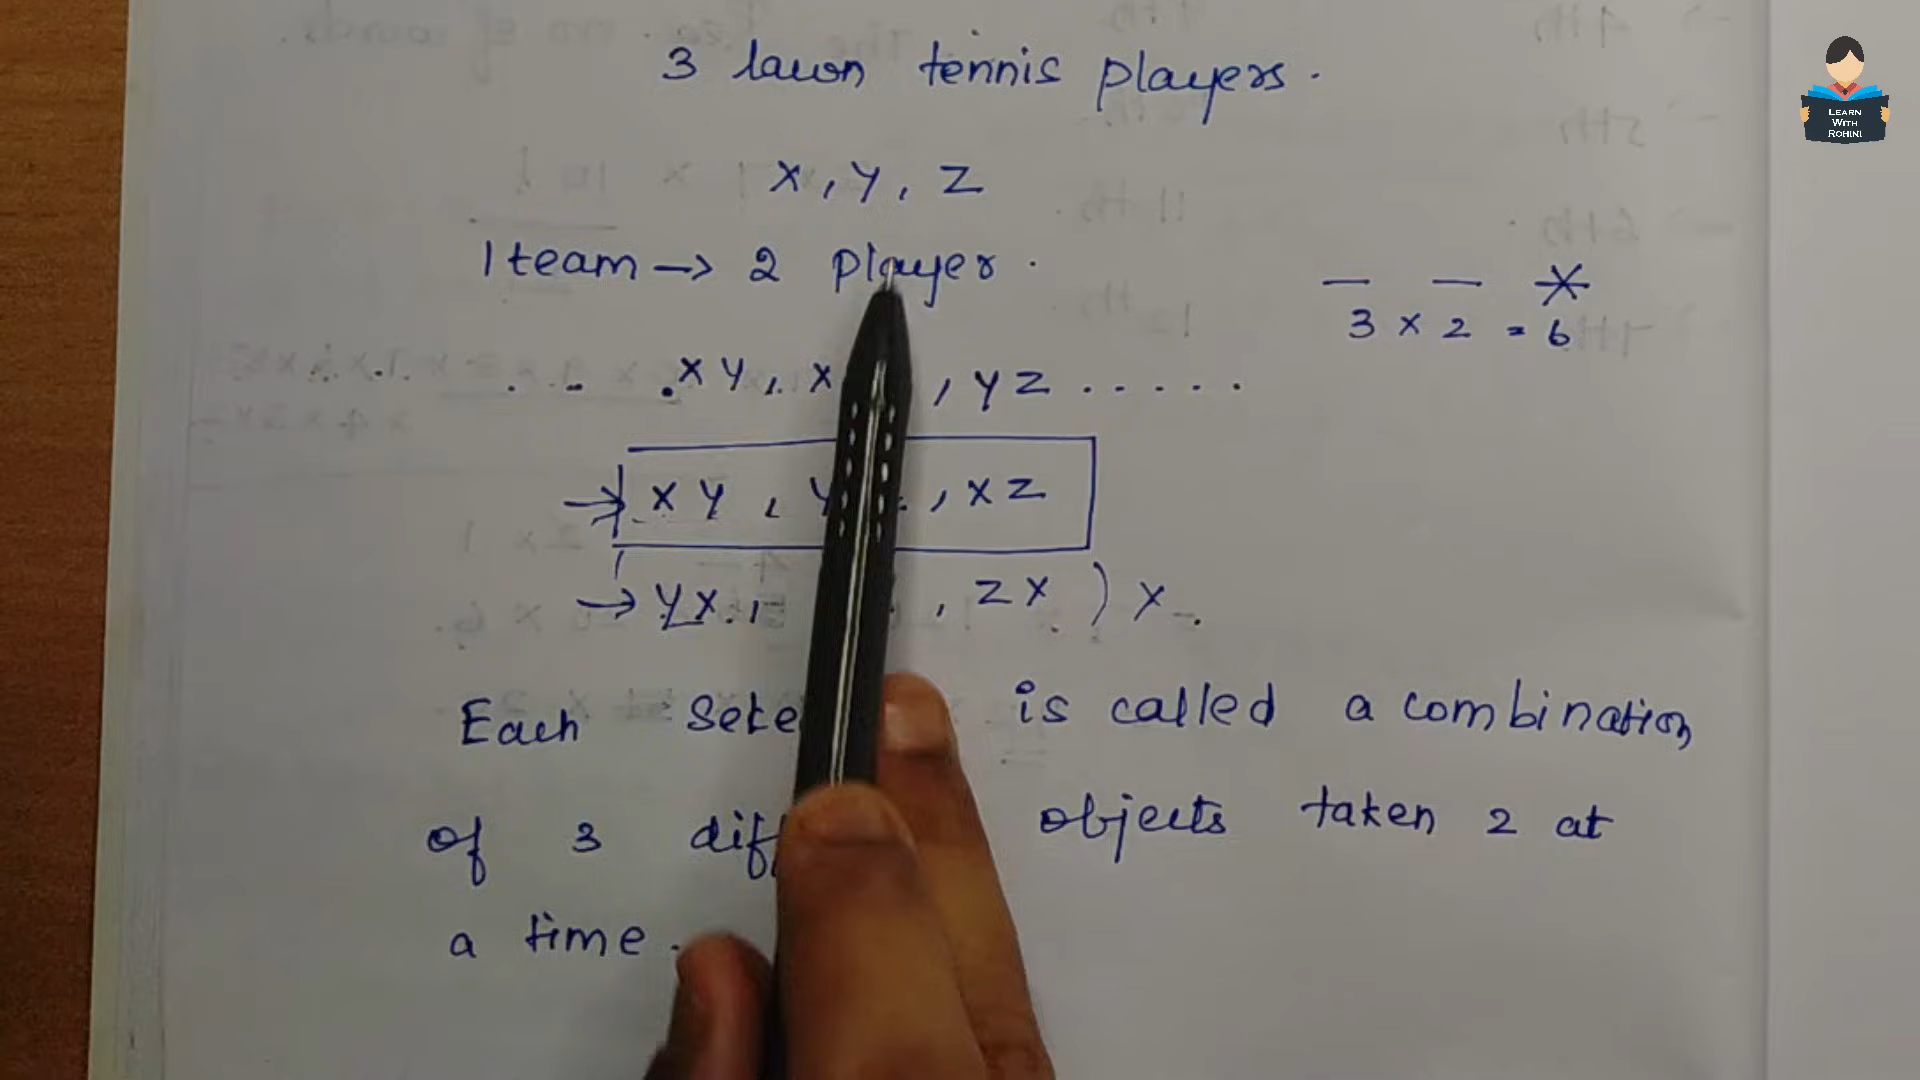 3 lawn tennis players.
X, Y, Z
1 team → 2 player.
3 × 2 = 6
. - . XY, X , YZ . . . . .
→ XY, Y , XZ
→ YX, , ZX ) X
Each is called a combination
of 3 objects taken 2 at
a time.
LEARN
WITH
ROHINI